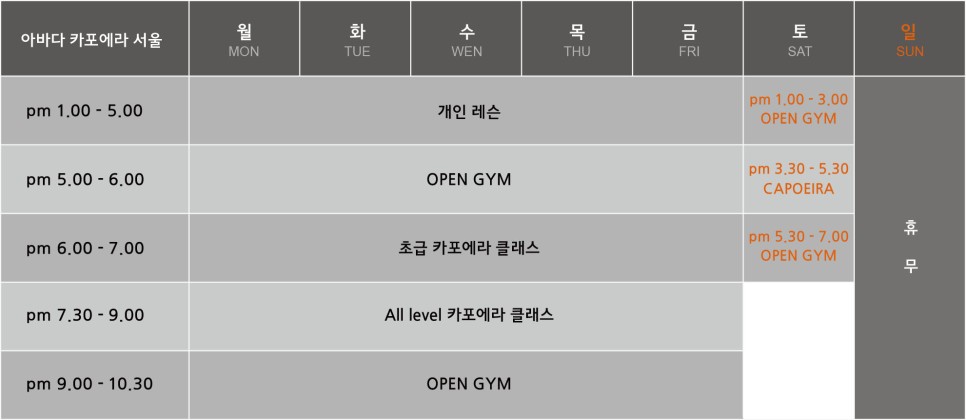 아바다 카포에라 서울
월 화 수 목 금 토 일
MON TUE WEN THU FRI SAT SUN
pm 1.00 - 5.00
개인 레슨
pm 1.00 - 3.00
OPEN GYM
pm 5.00 - 6.00
OPEN GYM
pm 3.30 - 5.30
CAPOEIRA
pm 6.00 - 7.00
초급 카포에라 클래스
pm 5.30 - 7.00
OPEN GYM
휴
무
pm 7.30 - 9.00
All level 카포에라 클래스
pm 9.00 - 10.30
OPEN GYM